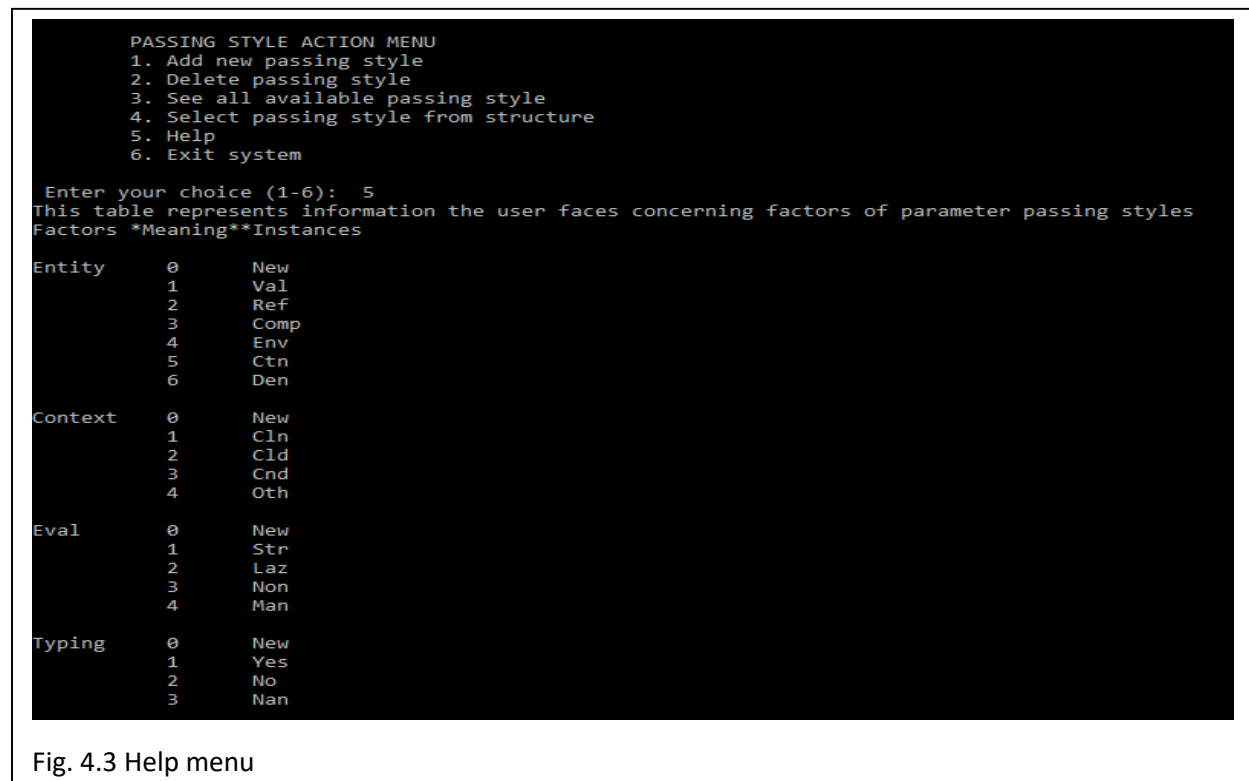 PASSING STYLE ACTION MENU
1. Add new passing style
2. Delete passing style
3. See all available passing style
4. Select passing style from structure
5. Help
6. Exit system
Enter your choice (1-6): 5
This table represents information the user faces concerning factors of parameter passing styles
Factors *Meaning**Instances
Entity 0 New
1 Val
2 Ref
3 Comp
4 Env
5 Ctn
6 Den
Context 0 New
1 Cln
2 Cld
3 Cnd
4 Oth
Eval 0 New
1 Str
2 Laz
3 Non
4 Man
Typing 0 New
1 Yes
2 No
3 Nan
Fig. 4.3 Help menu